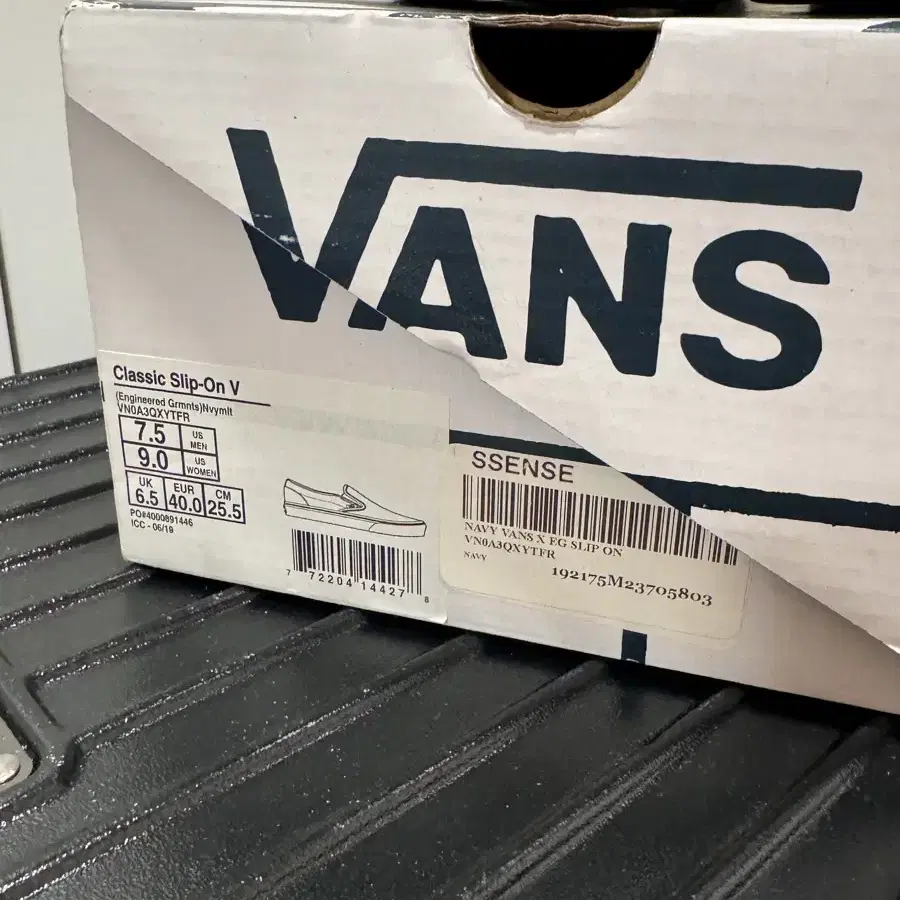 VANS
Classic Slip-On V
(Engineered Grmnts)Nvymlt
VN0A3QXYTFR
7.5 US MEN
9.0 US WOMEN
UK 6.5 EUR 40.0 CM 25.5
PO#4000891446
ICC - 06/19
7 72204 14427 8
SSENSE
NAVY VANS X EG SLIP ON
VN0A3QXYTFR
NAVY
192175M23705803